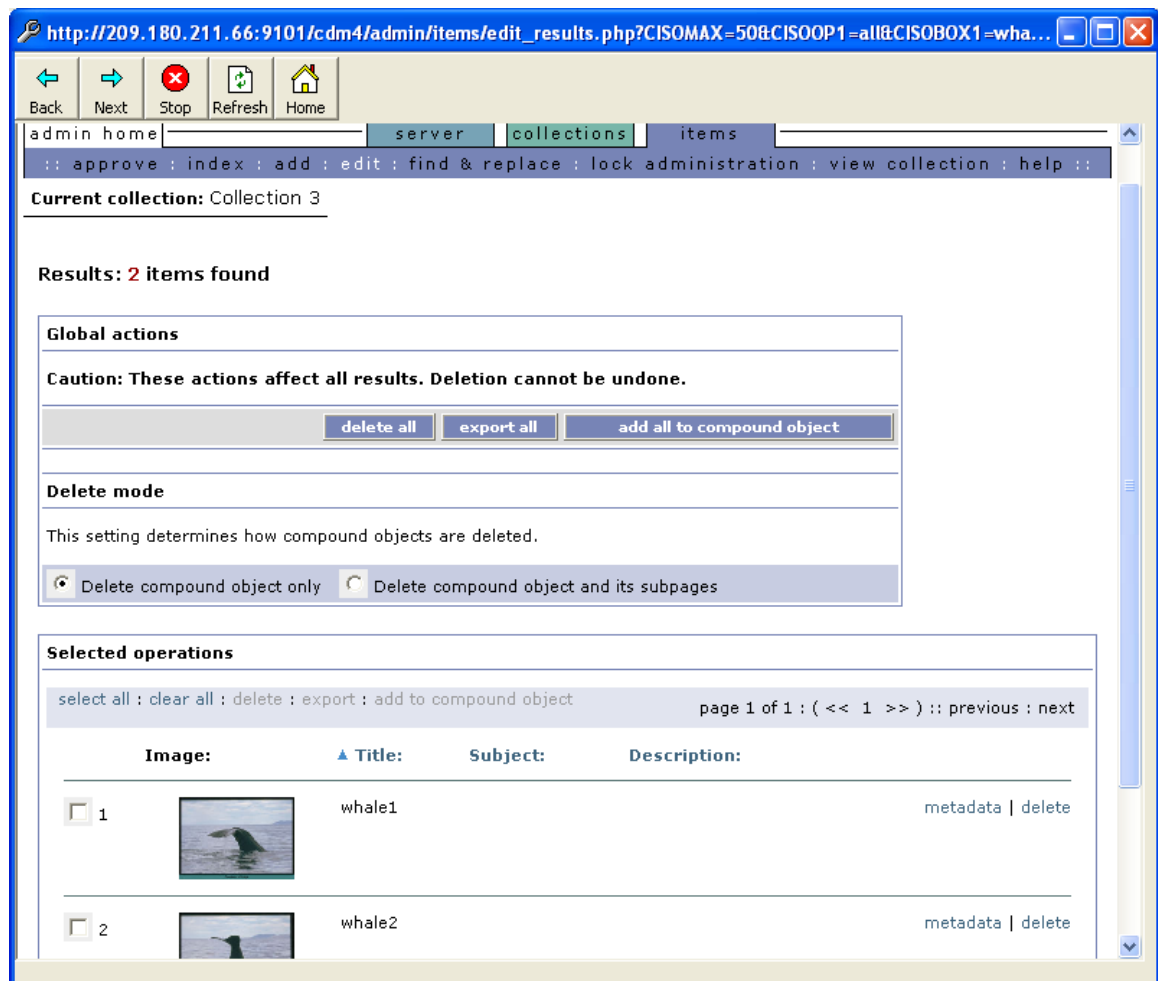 http://209.180.211.66:9101/cdm4/admin/items/edit_results.php?CISOMAX=50&CISOOP1=all&CISOBOX1=wha...
Back Next Stop Refresh Home
admin home server collections items
:: approve : index : add : edit : find & replace : lock administration : view collection : help ::
Current collection: Collection 3
Results: 2 items found
Global actions
Caution: These actions affect all results. Deletion cannot be undone.
delete all export all add all to compound object
Delete mode
This setting determines how compound objects are deleted.
Delete compound object only Delete compound object and its subpages
Selected operations
select all : clear all : delete : export : add to compound object page 1 of 1 : ( << 1 >> ) :: previous : next
Image: Title: Subject: Description:
1 whale1 metadata | delete
2 whale2 metadata | delete